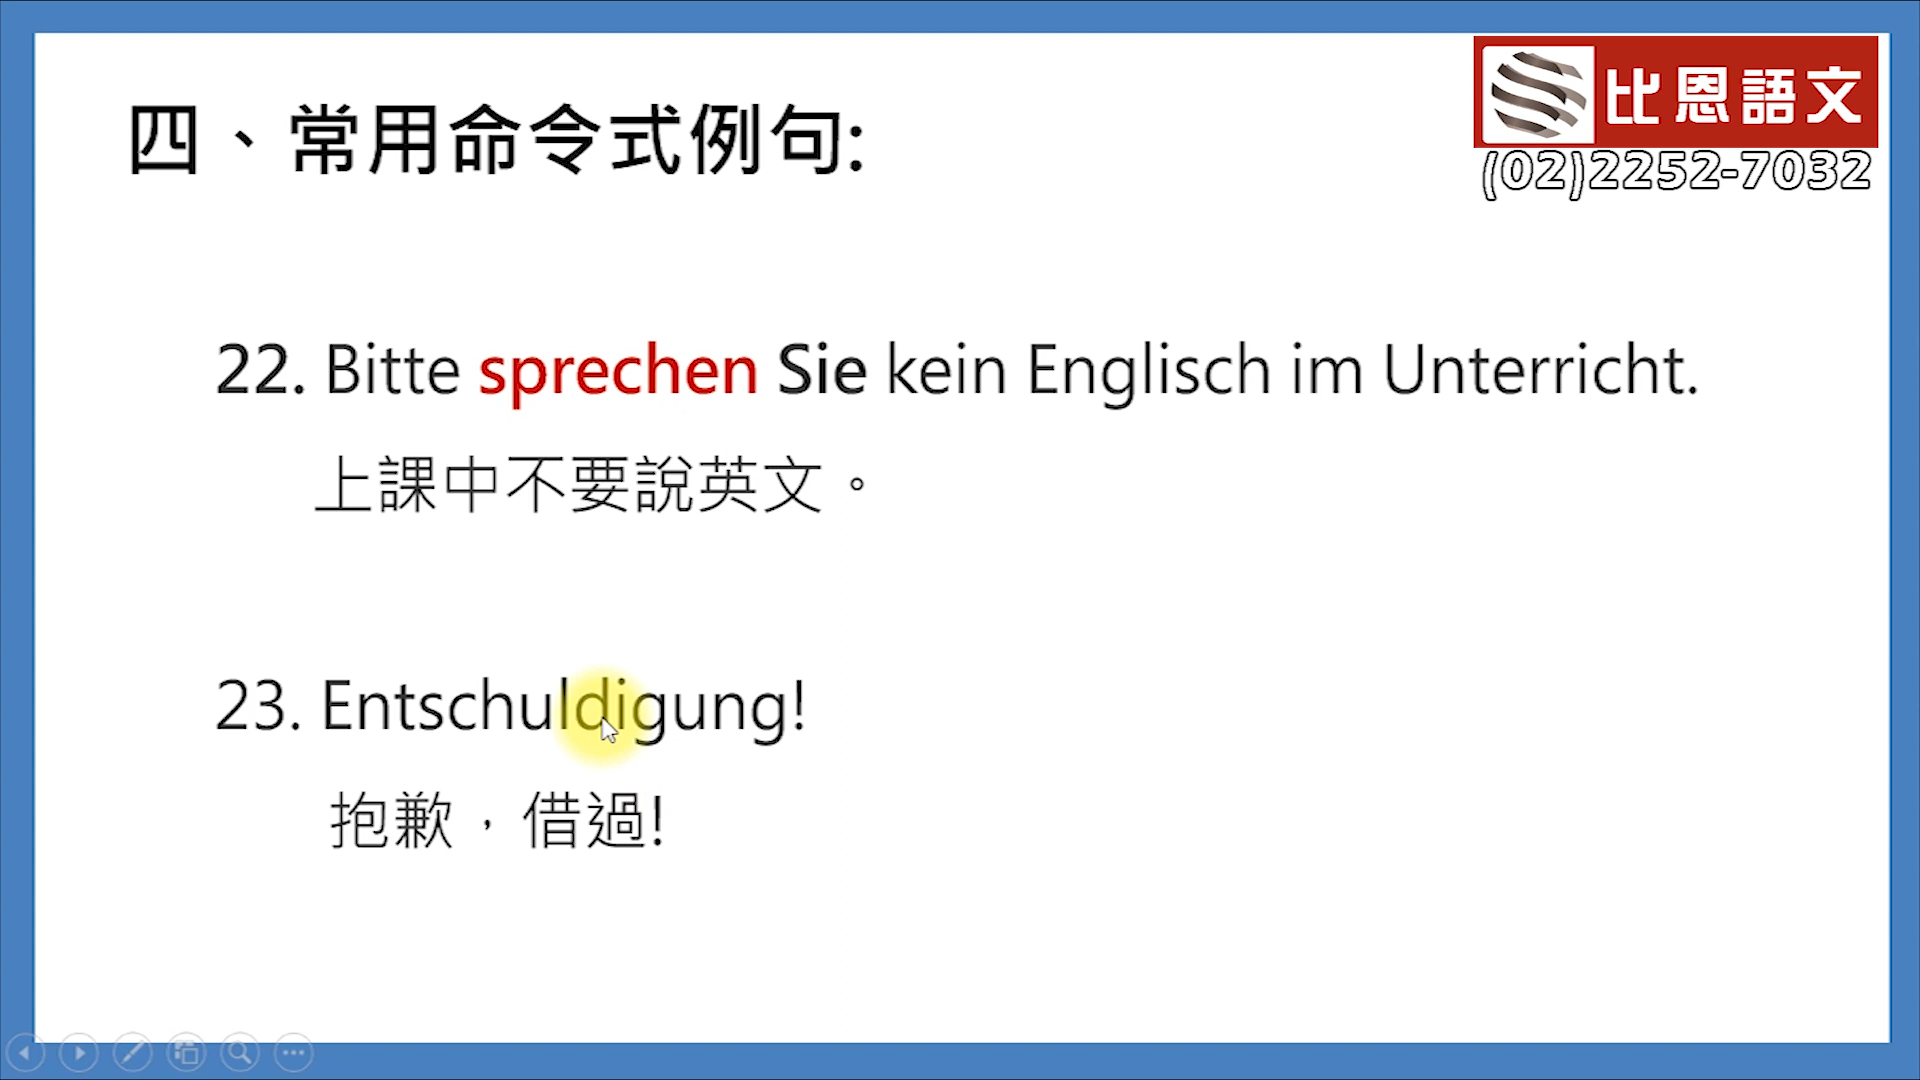 四、常用命令式例句:
比恩語文
(02)2252-7032
22. Bitte sprechen Sie kein Englisch im Unterricht.
上課中不要說英文。
23. Entschuldigung!
抱歉，借過!